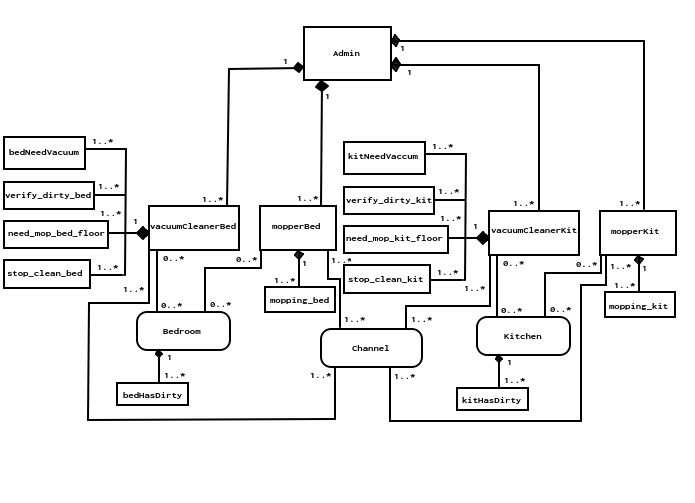 Admin
1
1
1
1
bedNeedVacuum
1..*
kitNeedVaccum
1..*
verify_dirty_bed
1..*
1..*
1..*
verify_dirty_kit
1..*
1..*
1..*
need_mop_bed_floor
1..*
1
vacuumCleanerBed
mopperBed
need_mop_kit_floor
1..*
1
vacuumCleanerKit
mopperKit
stop_clean_bed
1..*
0..*
0..*
1
1..*
stop_clean_kit
1..*
0..*
0..*
1..*
1
1..*
1..*
mopping_bed
1..*
1..*
mopping_kit
0..*
0..*
1..*
1..*
0..*
0..*
Bedroom
Channel
Kitchen
1
1..*
1..*
1..*
1
1..*
bedHasDirty
kitHasDirty